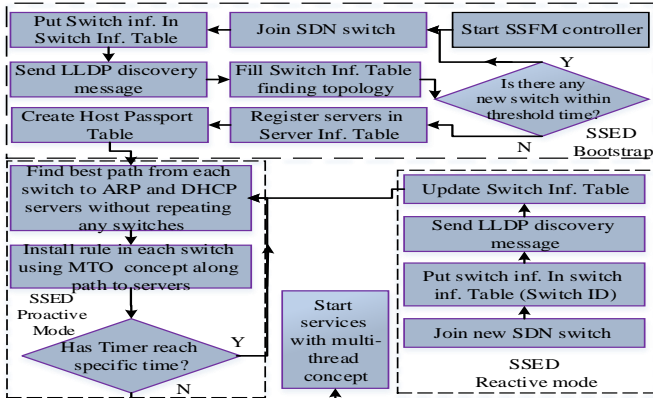 Put Switch inf. In
Switch Inf. Table
Join SDN switch
Start SSFM controller
Send LLDP discovery
message
Fill Switch Inf. Table
finding topology
Y
Is there any
new switch within
threshold time?
Create Host Passport
Table
Register servers in
Server Inf. Table
N
SSED
Bootstrap
Find best path from each
switch to ARP and DHCP
servers without repeating
any switches
Install rule in each switch
using MTO concept along
path to servers
SSED
Proactive
Mode
Has Timer reach
specific time?
Y
N
Start
services
with multi-
thread
concept
Update Switch Inf. Table
Send LLDP discovery
message
Put switch inf. In switch
inf. Table (Switch ID)
Join new SDN switch
SSED
Reactive mode